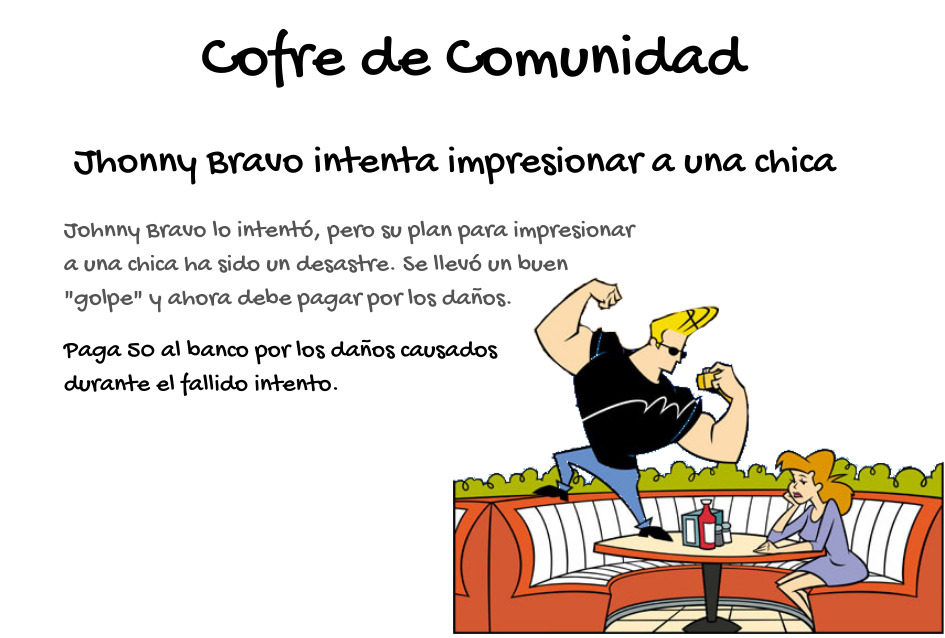 Cofre de Comunidad
Jhonny Bravo intenta impresionar a una chica
Johnny Bravo lo intentó, pero su plan para impresionar
a una chica ha sido un desastre. Se llevó un buen
"golpe" y ahora debe pagar por los daños.
Paga 50 al banco por los daños causados
durante el fallido intento.